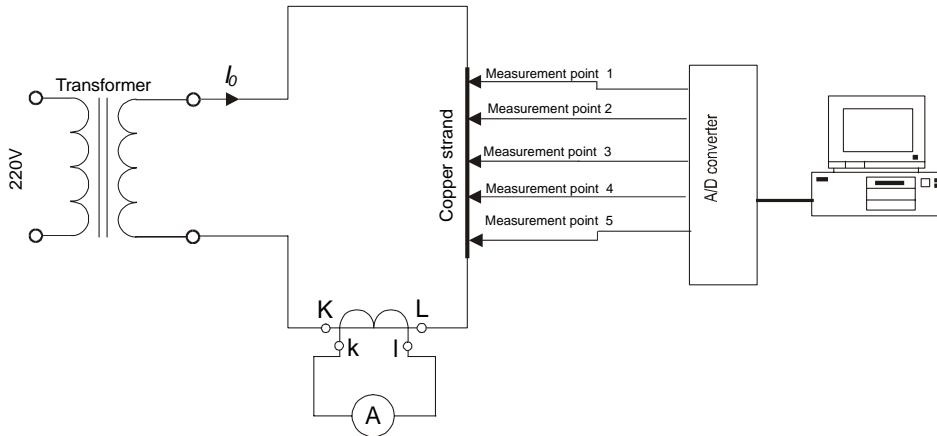 Transformer
I0
220V
Copper strand
Measurement point 1
Measurement point 2
Measurement point 3
Measurement point 4
Measurement point 5
A/D converter
K
L
k
l
A